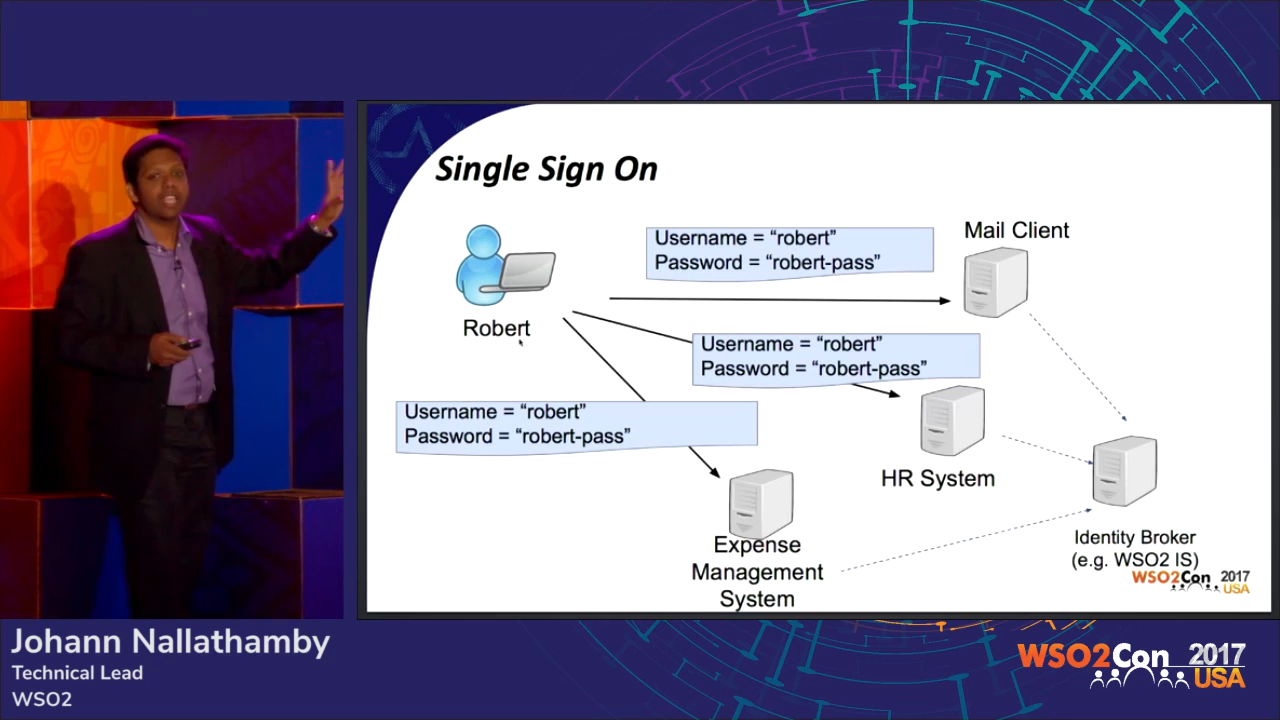 Single Sign On
Username = “robert”
Password = “robert-pass”
Mail Client
Robert
Username = “robert”
Password = “robert-pass”
Username = “robert”
Password = “robert-pass”
HR System
Expense
Management
System
Identity Broker
(e.g. WSO2 IS)
WSO2Con 2017
USA
Johann Nallathamby
Technical Lead
WSO2
WSO2Con 2017
USA